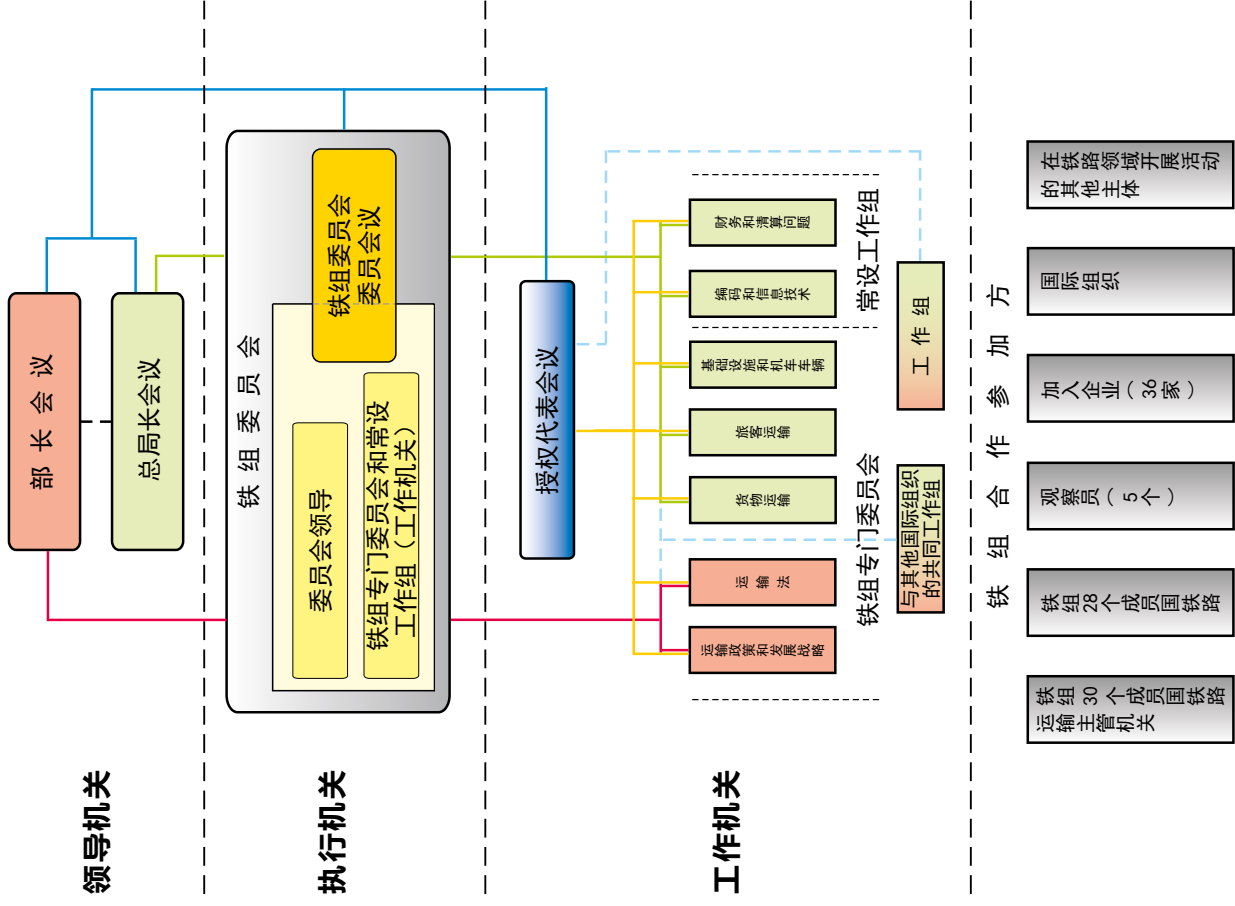 领导机关
部长会议
总局长会议
执行机关
铁组委员会
委员会领导
铁组专门委员会和常设
工作组（工作机关）
铁组委员会
委员会议
工作机关
授权代表会议
运输政策和发展战略
运输法
货物运输
旅客运输
基础设施和机车车辆
编码和信息技术
财务和清算问题
铁组专门委员会
常设工作组
与其他国际组织
的共同工作组
工作组
铁组合作参加方
铁组30个成员国铁路
运输主管机关
铁组28个成员国铁路
观察员（5个）
加入企业（36家）
国际组织
在铁路领域开展活动
的其他主体